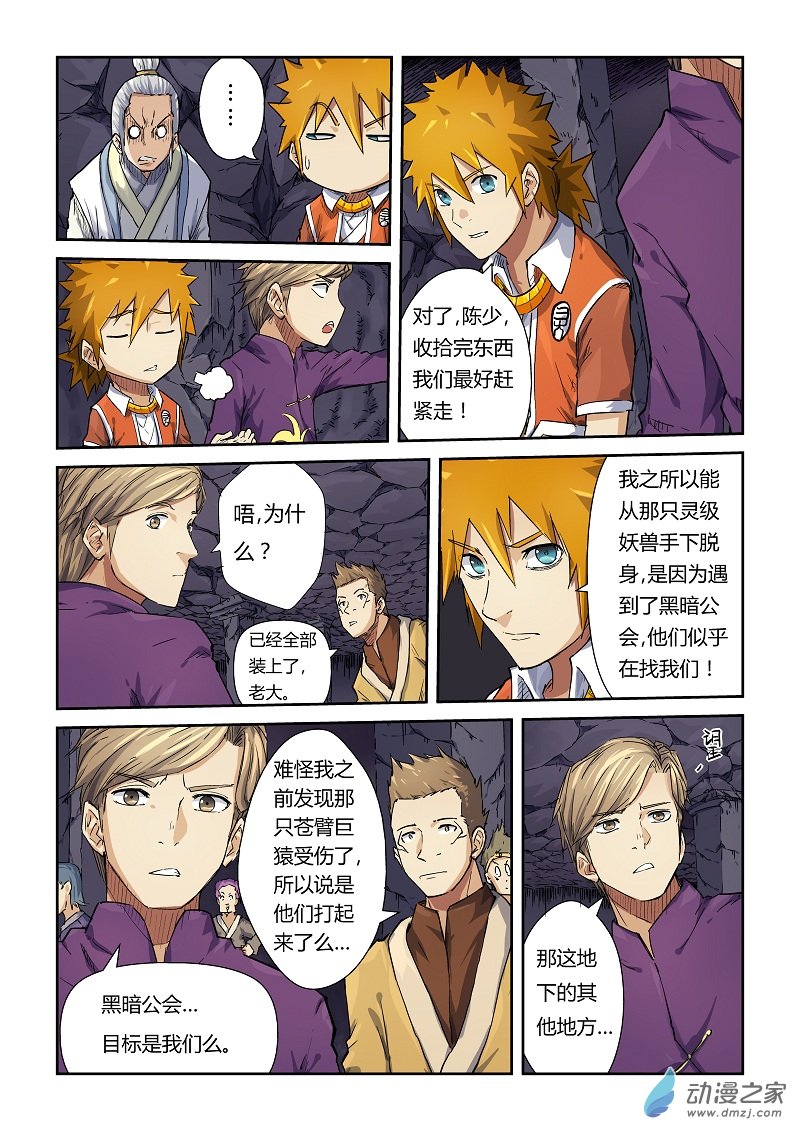 ……
对了，陈少，
收拾完东西
我们最好赶
紧走！
唔，为什
么？
已经全部
装上了，
老大。
我之所以能
从那只灵级
妖兽手下脱
身，是因为遇
到了黑暗公
会，他们似乎
在找我们！
难怪我之
前发现那
只苍臂巨
猿受伤了，
所以说是
他们打起
来了么…
黑暗公会…
目标是我们么。
那这地
下的其
他地方…
动漫之家
www.dmzj.com